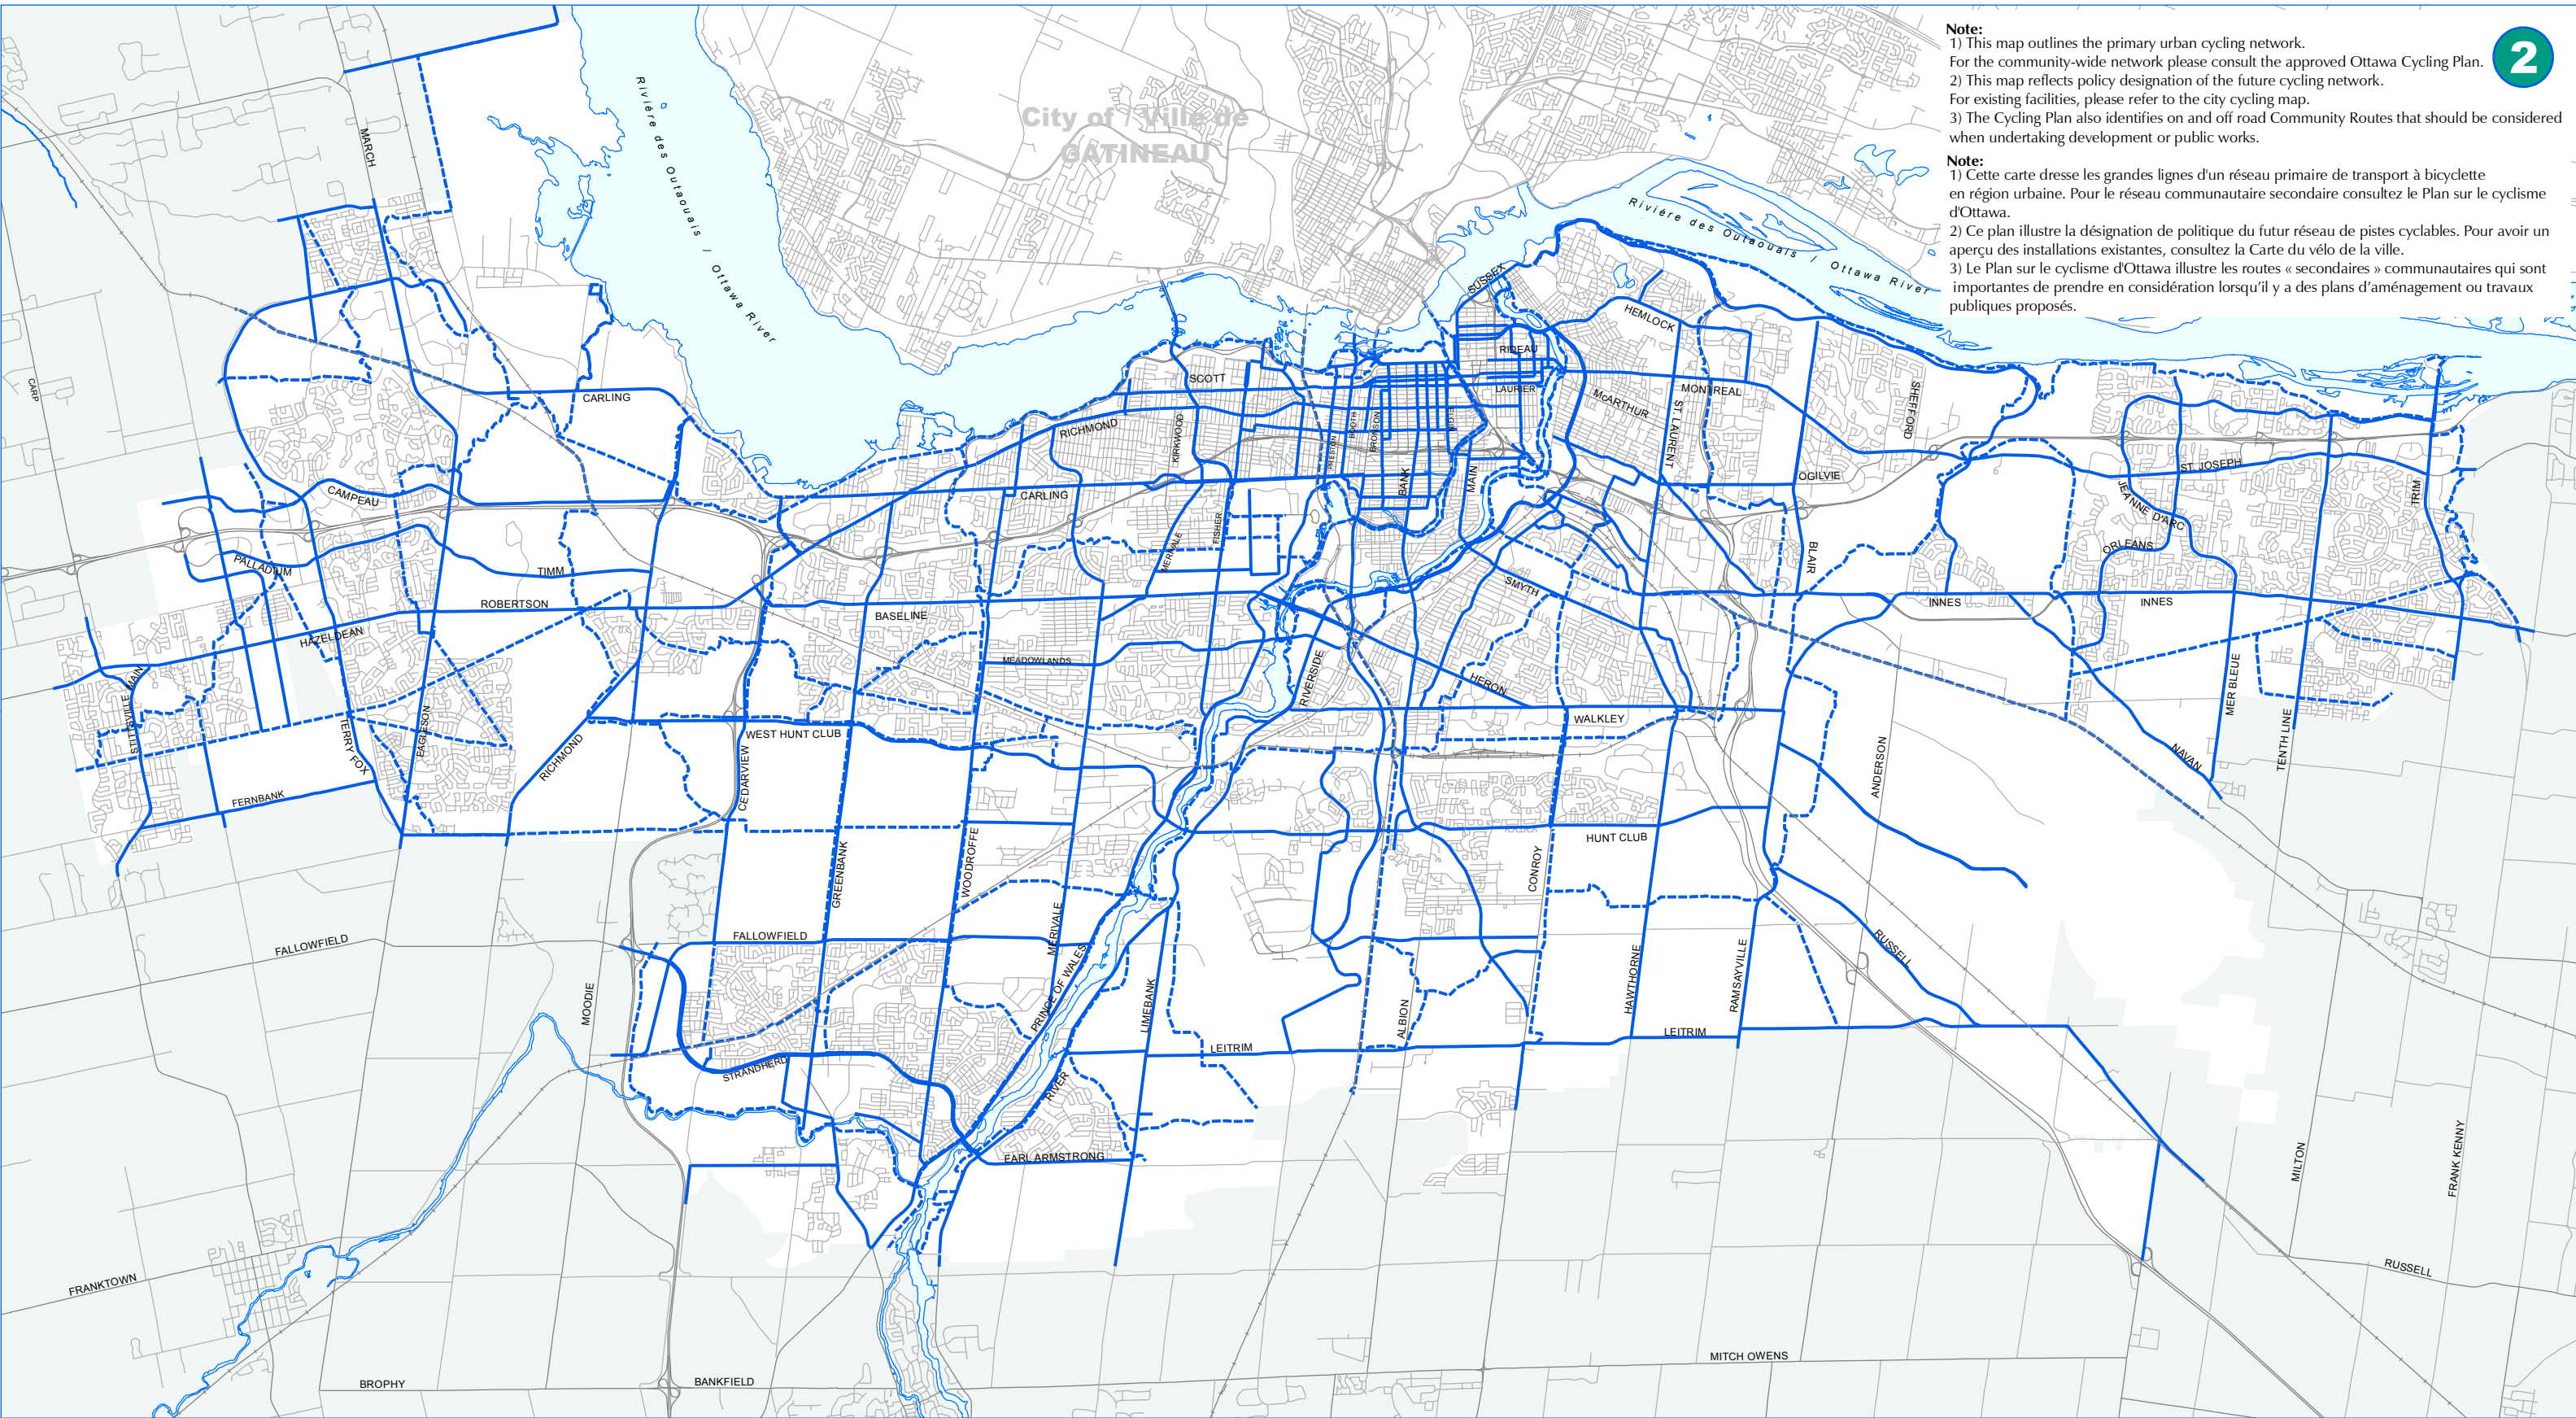 Note:
1) This map outlines the primary urban cycling network.
For the community-wide network please consult the approved Ottawa Cycling Plan.
2) This map reflects policy designation of the future cycling network.
For existing facilities, please refer to the city cycling map.
3) The Cycling Plan also identifies on and off road Community Routes that should be considered
when undertaking development or public works.
2
Note:
1) Cette carte dresse les grandes lignes d'un réseau primaire de transport à bicyclette
en région urbaine. Pour le réseau communautaire secondaire consultez le Plan sur le cyclisme
d'Ottawa.
2) Ce plan illustre la désignation de politique du futur réseau de pistes cyclables. Pour avoir un
aperçu des installations existantes, consultez la Carte du vélo de la ville.
3) Le Plan sur le cyclisme d'Ottawa illustre les routes « secondaires » communautaires qui sont
importantes de prendre en considération lorsqu'il y a des plans d'aménagement ou travaux
publiques proposés.
City of / Ville de
GATINEAU
Riviére des Outaouais / Ottawa River
Riviére des Outaouais / Ottawa River
MARCH
CARP
SUSSEX
HEMLOCK
RIDEAU
SCOTT
LAURIER
MONTREAL
McARTHUR
ST. LAURENT
SHEFFORD
CARLING
RICHMOND
KIRKWOOD
PRESTON
BOOTH
BRONSON
ELGIN
BANK
MAIN
OGILVIE
ST. JOSEPH
JEANNE D'ARC
TRIM
CAMPEAU
CARLING
FISHER
MERIVALE
BLAIR
ORLEANS
PALLADIUM
TIMM
SMYTH
ROBERTSON
BASELINE
INNES
INNES
HAZELDEAN
MEADOWLANDS
RIVERSIDE
HERON
STITTSVILLE MAIN
TERRY FOX
EAGLESON
RICHMOND
WEST HUNT CLUB
CEDARVIEW
WALKLEY
MER BLEUE
TENTH LINE
NAVAN
ANDERSON
FERNBANK
GREENBANK
WOODROFFE
HUNT CLUB
CONROY
FALLOWFIELD
FALLOWFIELD
MERIVALE
PRINCE OF WALES
MOODIE
LIMEBANK
ALBION
HAWTHORNE
RAMSAYVILLE
RUSSELL
LEITRIM
LEITRIM
STRANDHERD
RIVER
EARL ARMSTRONG
MILTON
FRANK KENNY
FRANKTOWN
RUSSELL
BROPHY
BANKFIELD
MITCH OWENS